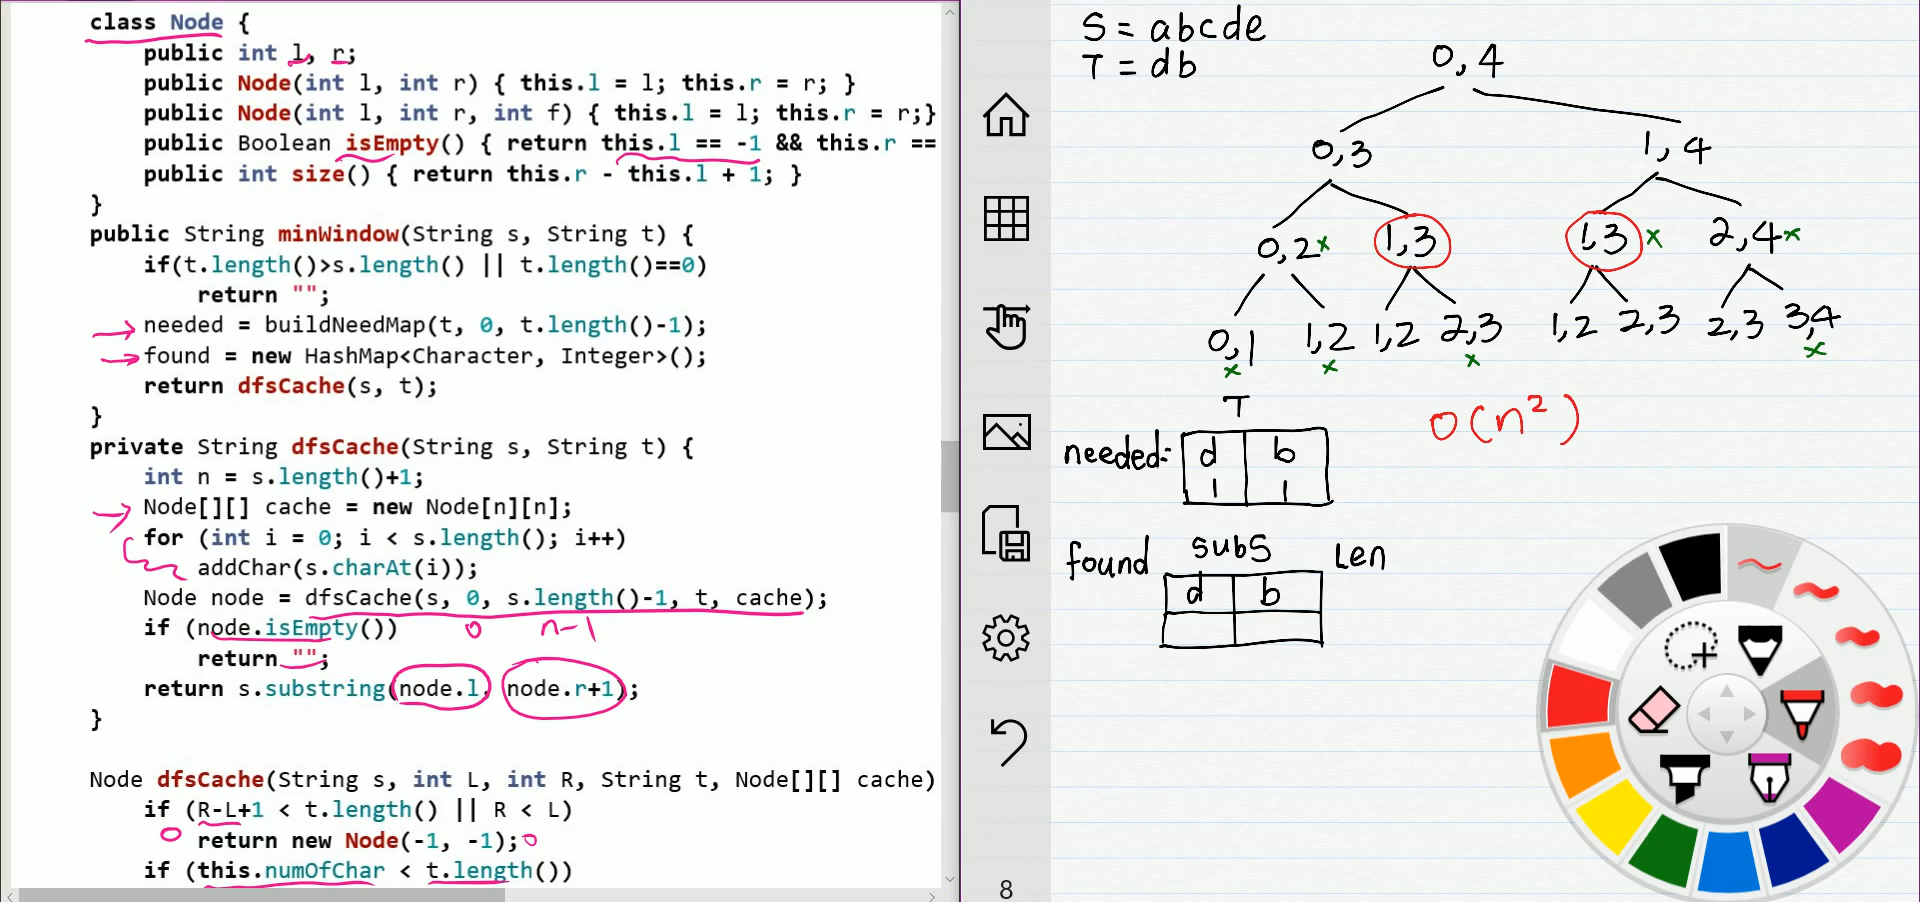 class Node {
public int l, r;
public Node(int l, int r) { this.l = l; this.r = r; }
public Node(int l, int r, int f) { this.l = l; this.r = r;}
public Boolean isEmpty() { return this.l == -1 && this.r ==
public int size() { return this.r - this.l + 1; }
}
public String minWindow(String s, String t) {
if(t.length()>s.length() || t.length()==0)
return "";
needed = buildNeedMap(t, 0, t.length()-1);
found = new HashMap<Character, Integer>();
return dfsCache(s, t);
}
private String dfsCache(String s, String t) {
int n = s.length()+1;
Node[][] cache = new Node[n][n];
for (int i = 0; i < s.length(); i++)
addChar(s.charAt(i));
Node node = dfsCache(s, 0, s.length()-1, t, cache);
if (node.isEmpty())
0 n-1
return "";
return s.substring(node.l, node.r+1);
}
Node dfsCache(String s, int L, int R, String t, Node[][] cache)
if (R-L+1 < t.length() || R < L)
return new Node(-1, -1);
if (this.numOfChar < t.length())
S = abcde
T = db
0,4
0,3 1,4
0,2x 1,3 1,3 x 2,4x
0,1 1,2 1,2 2,3 1,2 2,3 2,3 3,4
x x x x
T
O(n²)
needed: d b
1 1
found subS Len
d b
8